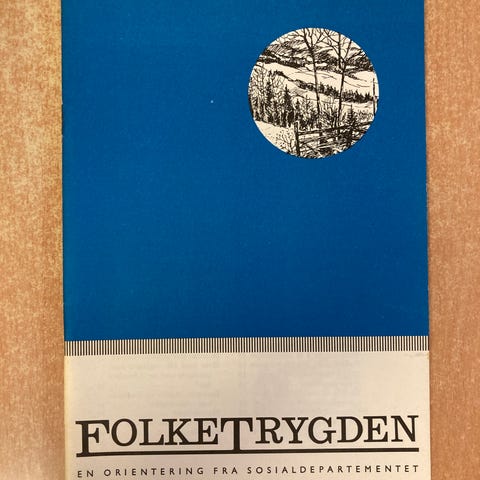 FOLKETRYGDEN
EN ORIENTERING FRA SOSIALDEPARTEMENTET